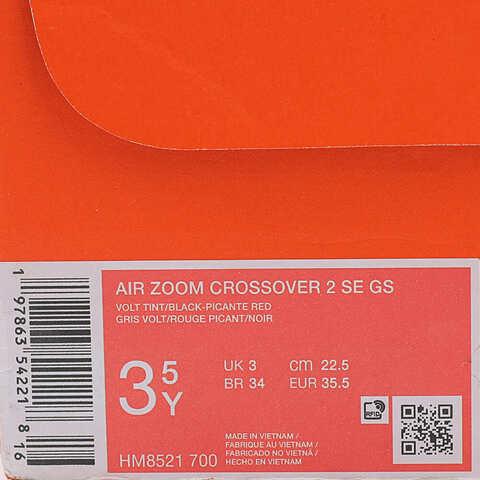 AIR ZOOM CROSSOVER 2 SE GS
VOLT TINT/BLACK-PICANTE RED
GRIS VOLT/ROUGE PICANT/NOIR
3 5 Y
UK 3 cm 22.5
BR 34 EUR 35.5
RFID
MADE IN VIETNAM /
FABRIQUE AU VIETNAM /
FABRICADO NO VIETNÃ /
HECHO EN VIETNAM
HM8521 700
1 97863 54221 8 16